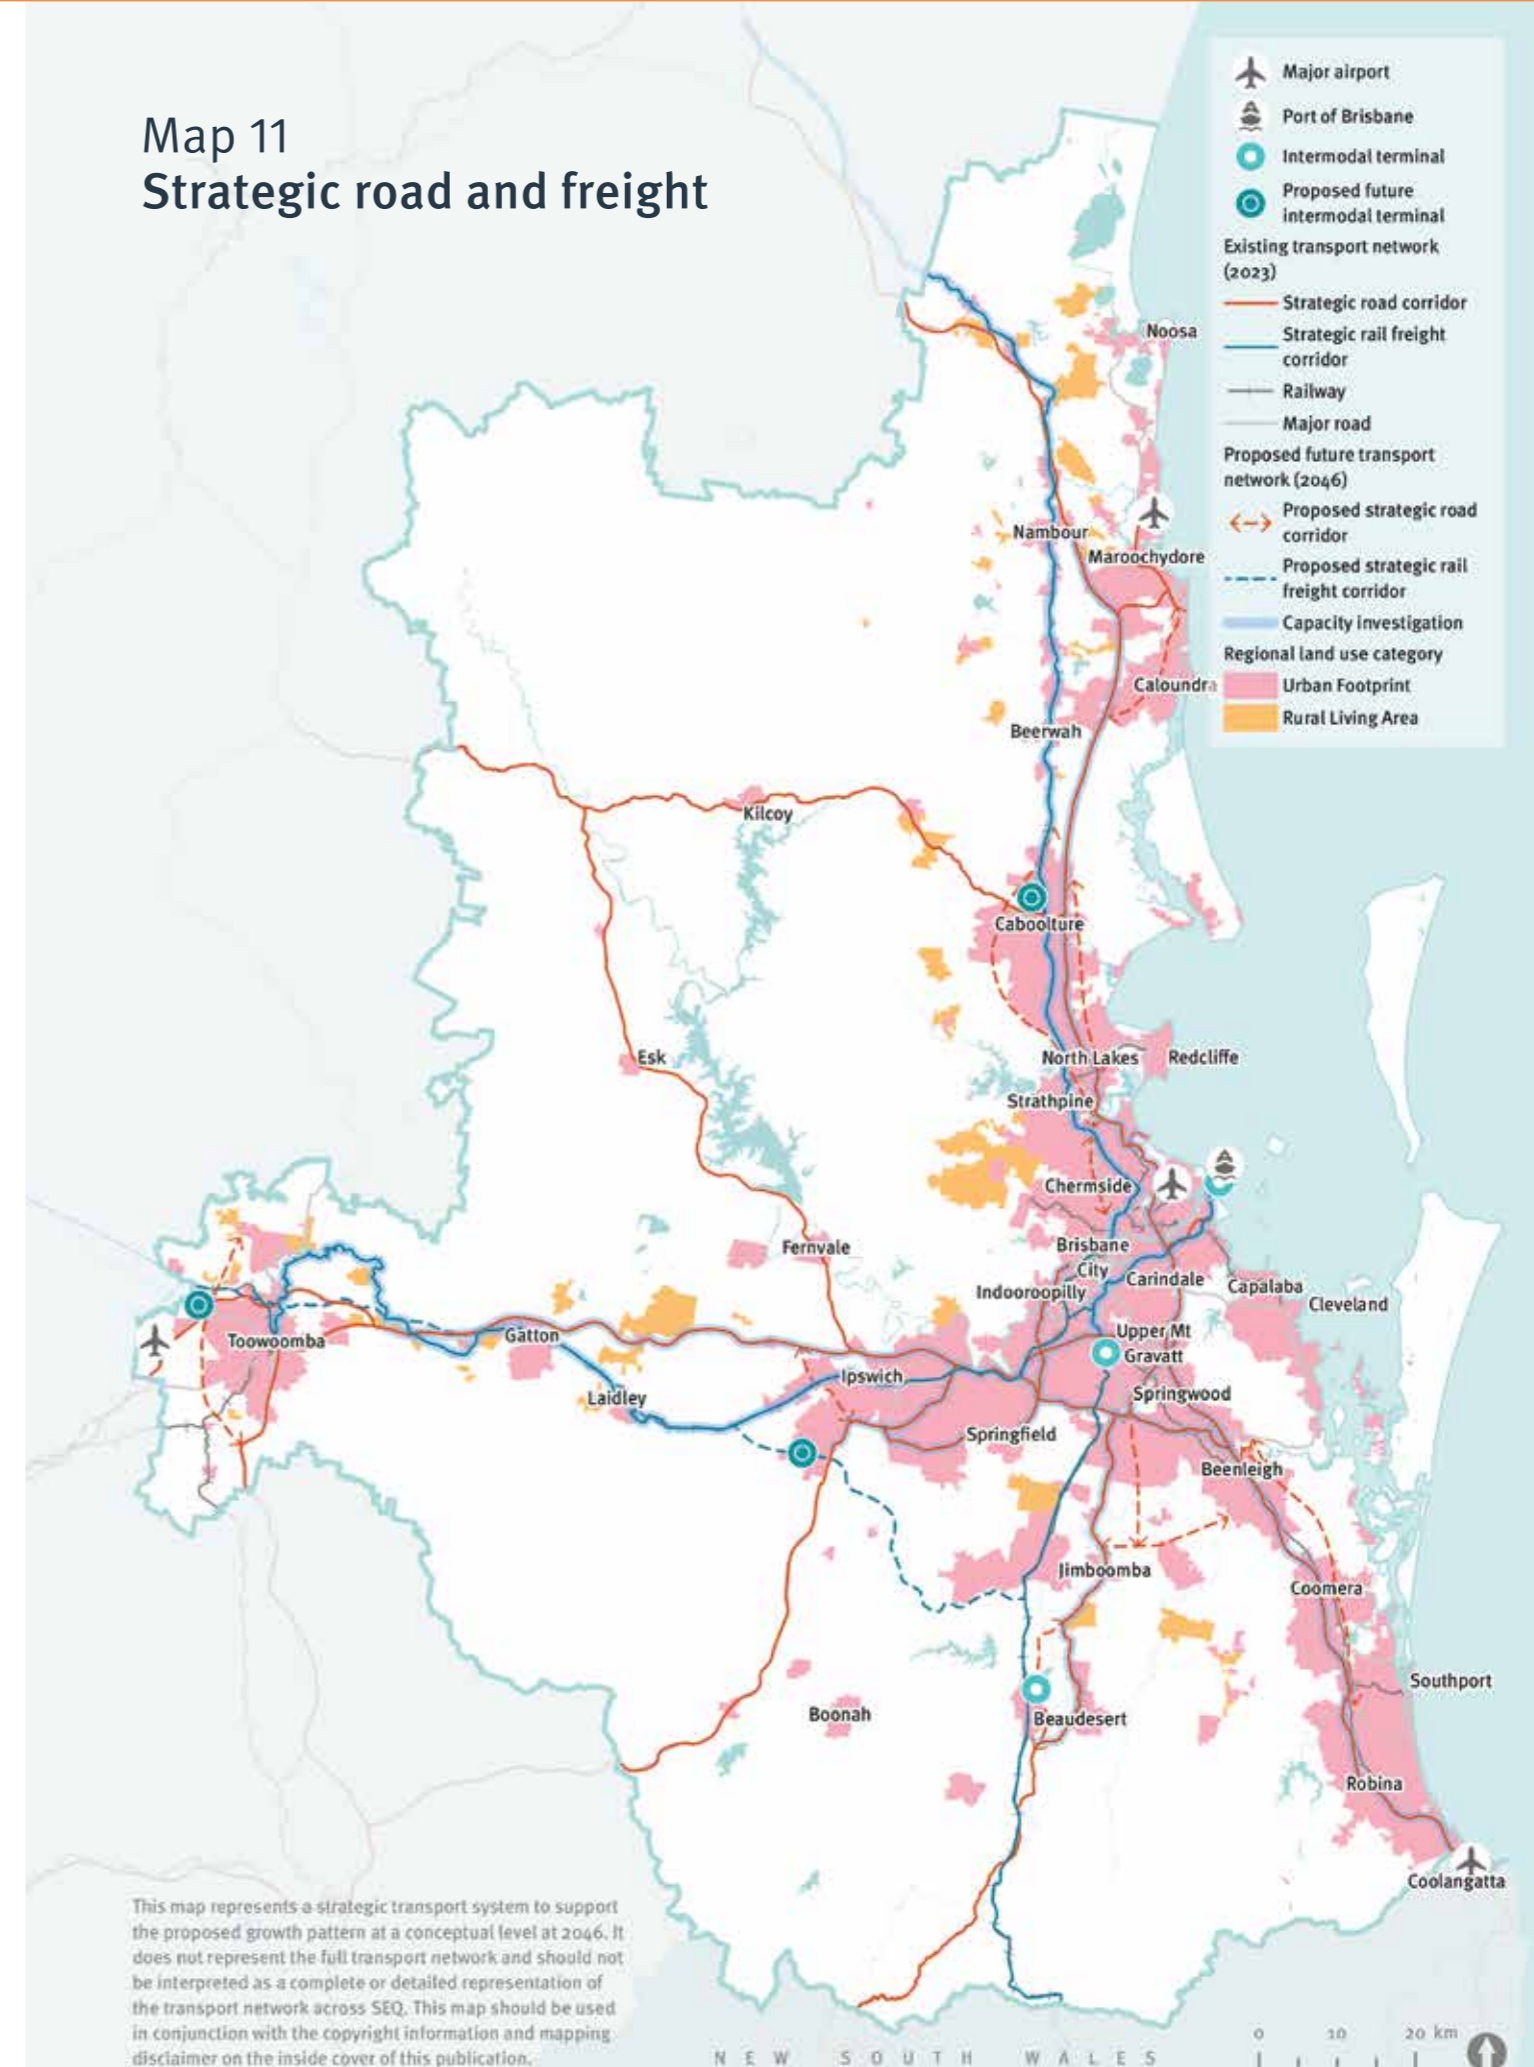 Map 11
Strategic road and freight
Major airport
Port of Brisbane
Intermodal terminal
Proposed future
intermodal terminal
Existing transport network
(2023)
Strategic road corridor
Strategic rail freight
corridor
Railway
Major road
Proposed future transport
network (2046)
Proposed strategic road
corridor
Proposed strategic rail
freight corridor
Capacity investigation
Regional land use category
Urban Footprint
Rural Living Area
Noosa
Nambour
Maroochydore
Caloundra
Beerwah
Kilcoy
Caboolture
Esk
North Lakes
Redcliffe
Strathpine
Chermside
Fernvale
Brisbane
City
Carindale
Capalaba
Indooroopilly
Cleveland
Toowoomba
Gatton
Upper Mt
Gravatt
Ipswich
Laidley
Springwood
Springfield
Beenleigh
Jimboomba
Coomera
Southport
Boonah
Beaudesert
Robina
Coolangatta
This map represents a strategic transport system to support
the proposed growth pattern at a conceptual level at 2046. It
does not represent the full transport network and should not
be interpreted as a complete or detailed representation of
the transport network across SEQ. This map should be used
in conjunction with the copyright information and mapping
disclaimer on the inside cover of this publication.
NEW SOUTH WALES
0 10 20 km